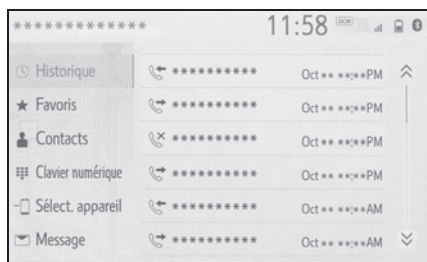 ************* 11:58 DCM
Historique ********** Oct ** **:**PM
Favoris ********** Oct ** **:**PM
Contacts ********** Oct ** **:**PM
Clavier numérique ********** Oct ** **:**PM
Sélect. appareil ********** Oct ** **:**AM
Message ********** Oct ** **:**AM